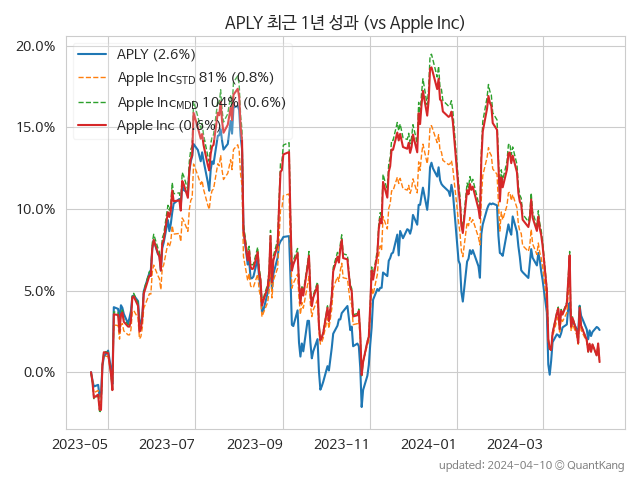 APLY 최근 1년 성과 (vs Apple Inc)
20.0%
15.0%
10.0%
5.0%
0.0%
APLY (2.6%)
Apple IncSTD 81% (0.8%)
Apple IncMDD 104% (0.6%)
Apple Inc (0.6%)
2023-05 2023-07 2023-09 2023-11 2024-01 2024-03
updated: 2024-04-10 © QuantKang